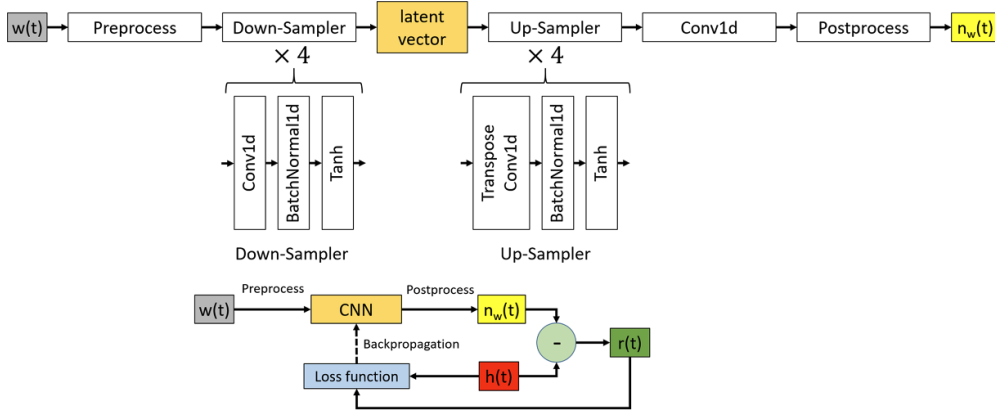 w(t)
Preprocess
Down-Sampler
latent
vector
Up-Sampler
Conv1d
Postprocess
n_w(t)
× 4
× 4
Conv1d
BatchNormal1d
Tanh
Transpose
Conv1d
BatchNormal1d
Tanh
Down-Sampler
Up-Sampler
Preprocess
Postprocess
w(t)
CNN
n_w(t)
-
r(t)
Backpropagation
Loss function
h(t)